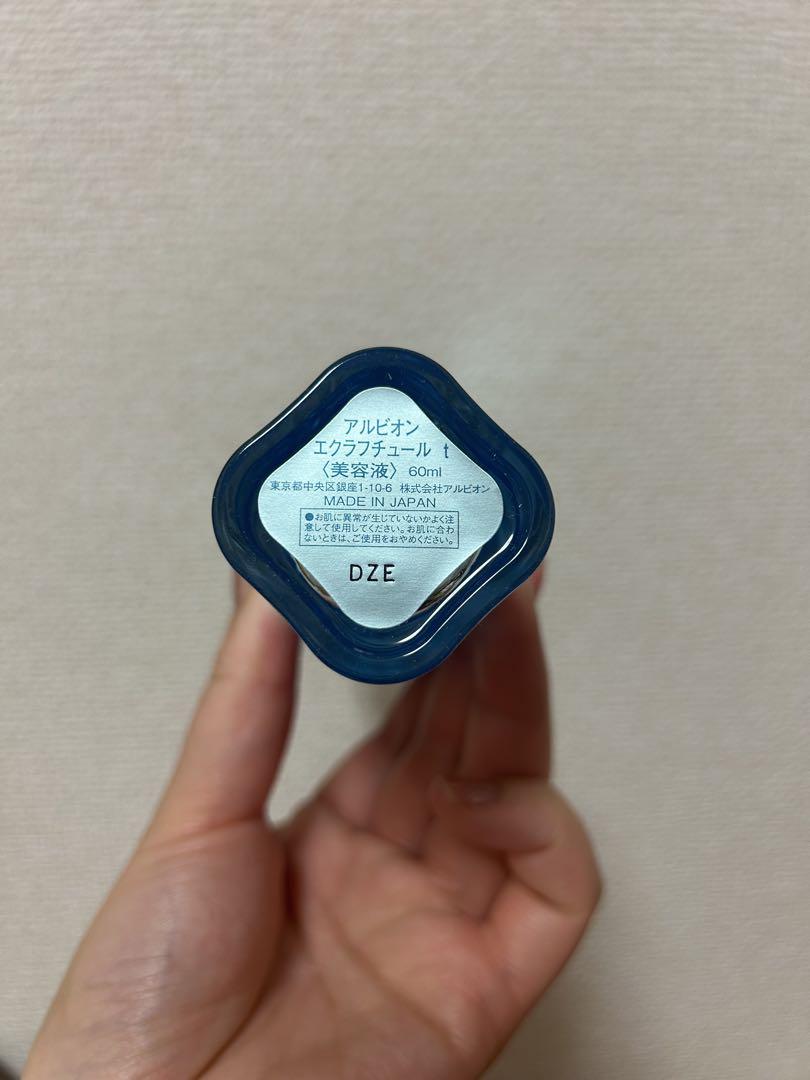 アルビオン
エクラフチュール t
〈美容液〉 60ml
東京都中央区銀座1-10-6 株式会社アルビオン
MADE IN JAPAN
●お肌に異常が生じていないかよく注
意して使用してください。お肌に合わ
ないときは、ご使用をおやめください。
DZE